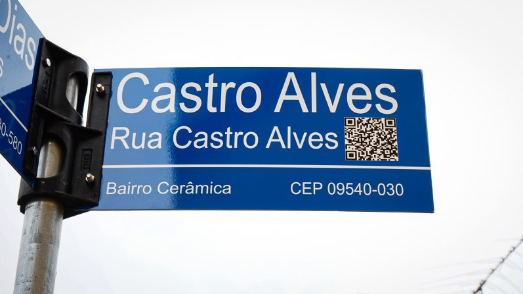 Castro Alves
Rua Castro Alves
Bairro Cerâmica CEP 09540-030
Dias